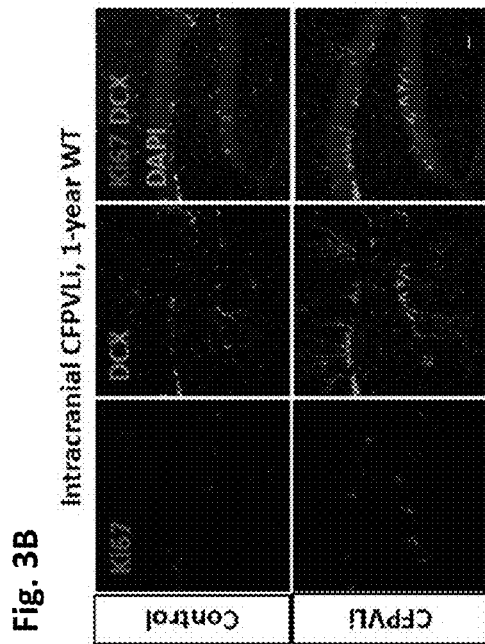 Fig. 3B
Intracranial CFPVLi, 1-year WT
Ki67
DCX
Ki67 DCX
DAPI
Control
CFPVLi